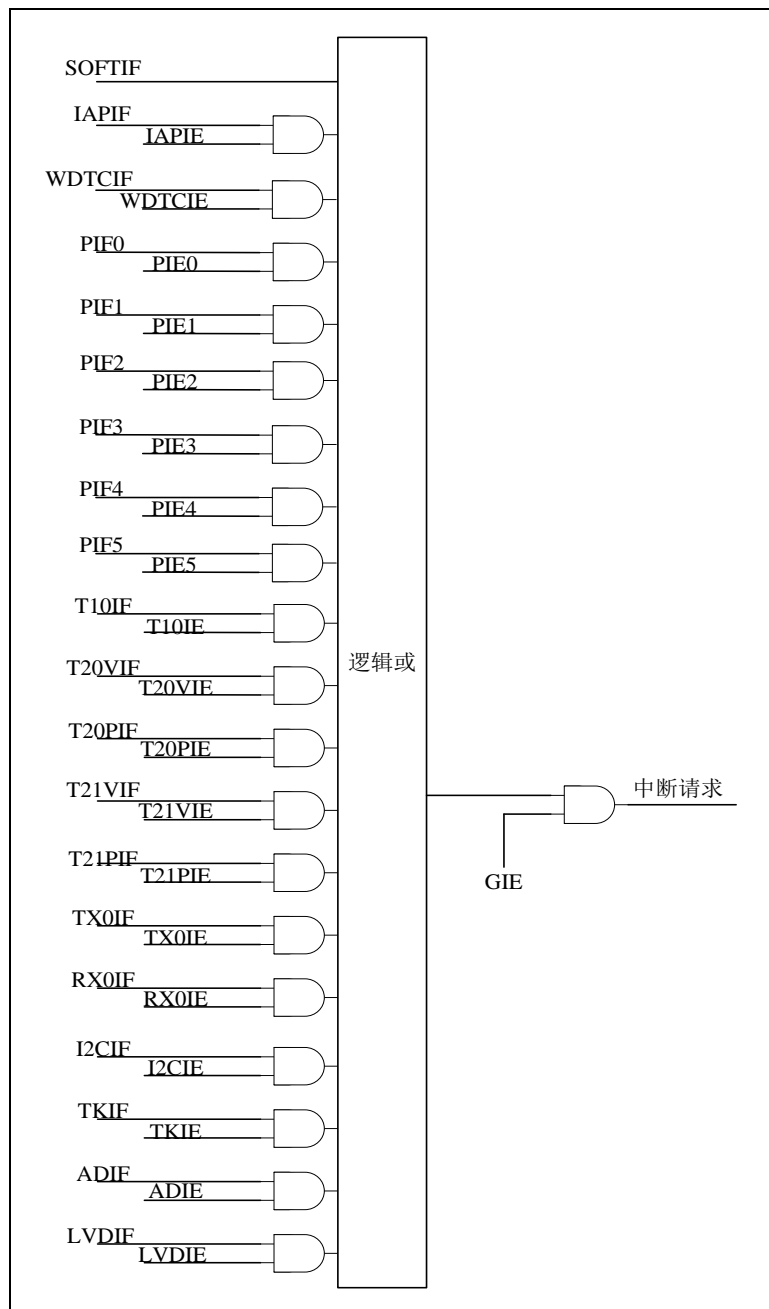 SOFTIF
IAPIF
IAPIE
WDTCIF
WDTCIE
PIF0
PIE0
PIF1
PIE1
PIF2
PIE2
PIF3
PIE3
PIF4
PIE4
PIF5
PIE5
T10IF
T10IE
逻辑或
T20VIF
T20VIE
T20PIF
T20PIE
T21VIF
T21VIE
中断请求
T21PIF
T21PIE
GIE
TX0IF
TX0IE
RX0IF
RX0IE
I2CIF
I2CIE
TKIF
TKIE
ADIF
ADIE
LVDIF
LVDIE